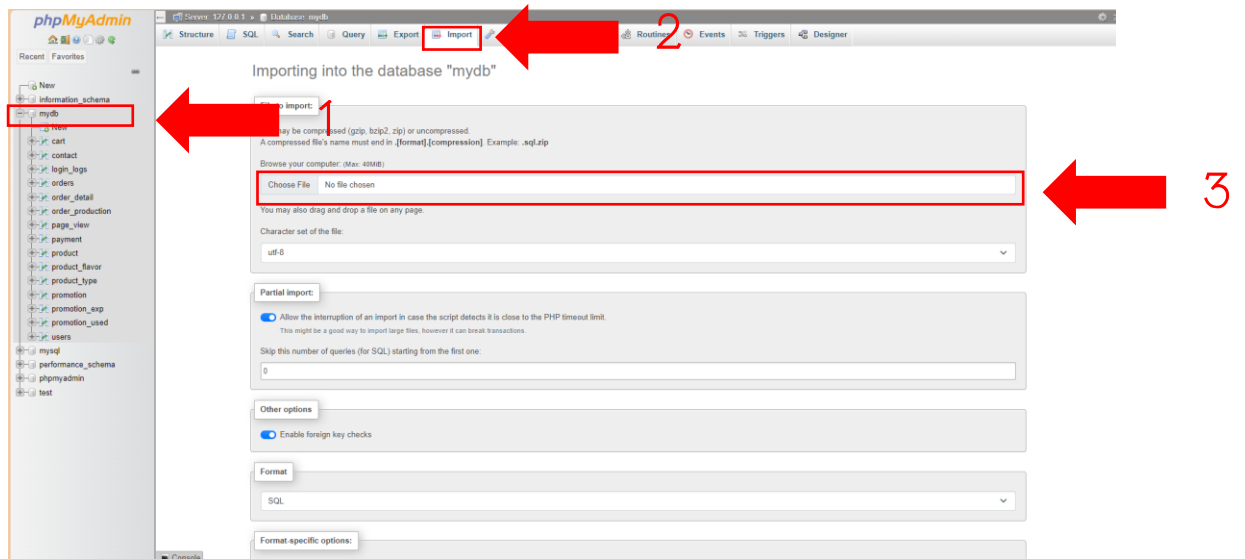 phpMyAdmin
Recent Favorites
New
information_schema
mydb
New
cart
contact
login_logs
orders
order_detail
order_production
page_view
payment
product
product_flavor
product_type
promotion
promotion_exp
promotion_used
users
mysql
performance_schema
phpmyadmin
test
Server: 127.0.0.1 » Database: mydb
Structure SQL Search Query Export Import Routines Events Triggers Designer
1
2
3
Importing into the database "mydb"
to import:
may be compressed (gzip, bzip2, zip) or uncompressed.
A compressed file's name must end in .[format].[compression]. Example: .sql.zip
Browse your computer: (Max: 40MiB)
Choose File No file chosen
You may also drag and drop a file on any page.
Character set of the file:
utf-8
Partial import:
Allow the interruption of an import in case the script detects it is close to the PHP timeout limit.
This might be a good way to import large files, however it can break transactions.
Skip this number of queries (for SQL) starting from the first one:
0
Other options
Enable foreign key checks
Format
SQL
Format-specific options:
Console